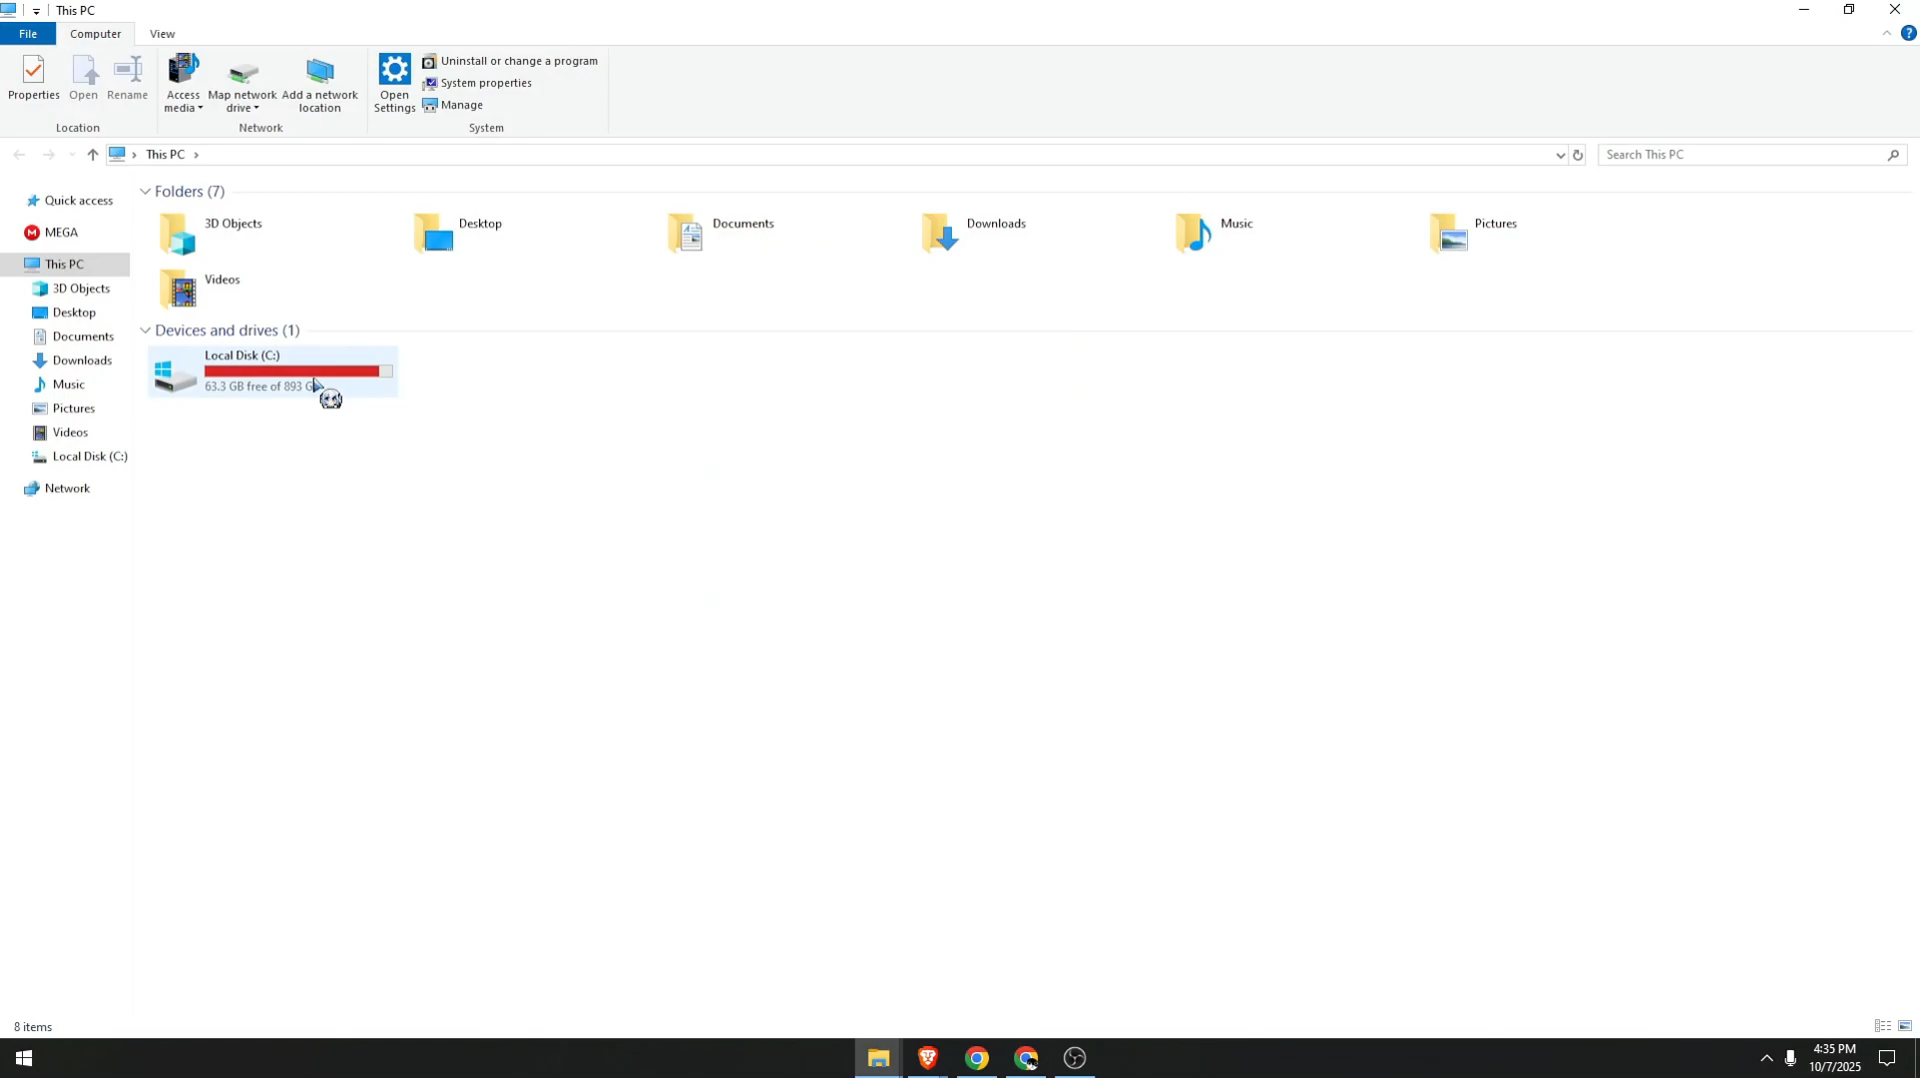 This PC
File
Computer
View
Properties
Open
Rename
Access media
Map network drive
Add a network location
Open Settings
Uninstall or change a program
System properties
Manage
Location
Network
System
This PC
Search This PC
Quick access
MEGA
This PC
3D Objects
Desktop
Documents
Downloads
Music
Pictures
Videos
Local Disk (C:)
Network
Folders (7)
3D Objects
Desktop
Documents
Downloads
Music
Pictures
Videos
Devices and drives (1)
Local Disk (C:)
63.3 GB free of 893
8 items
4:35 PM
10/7/2025